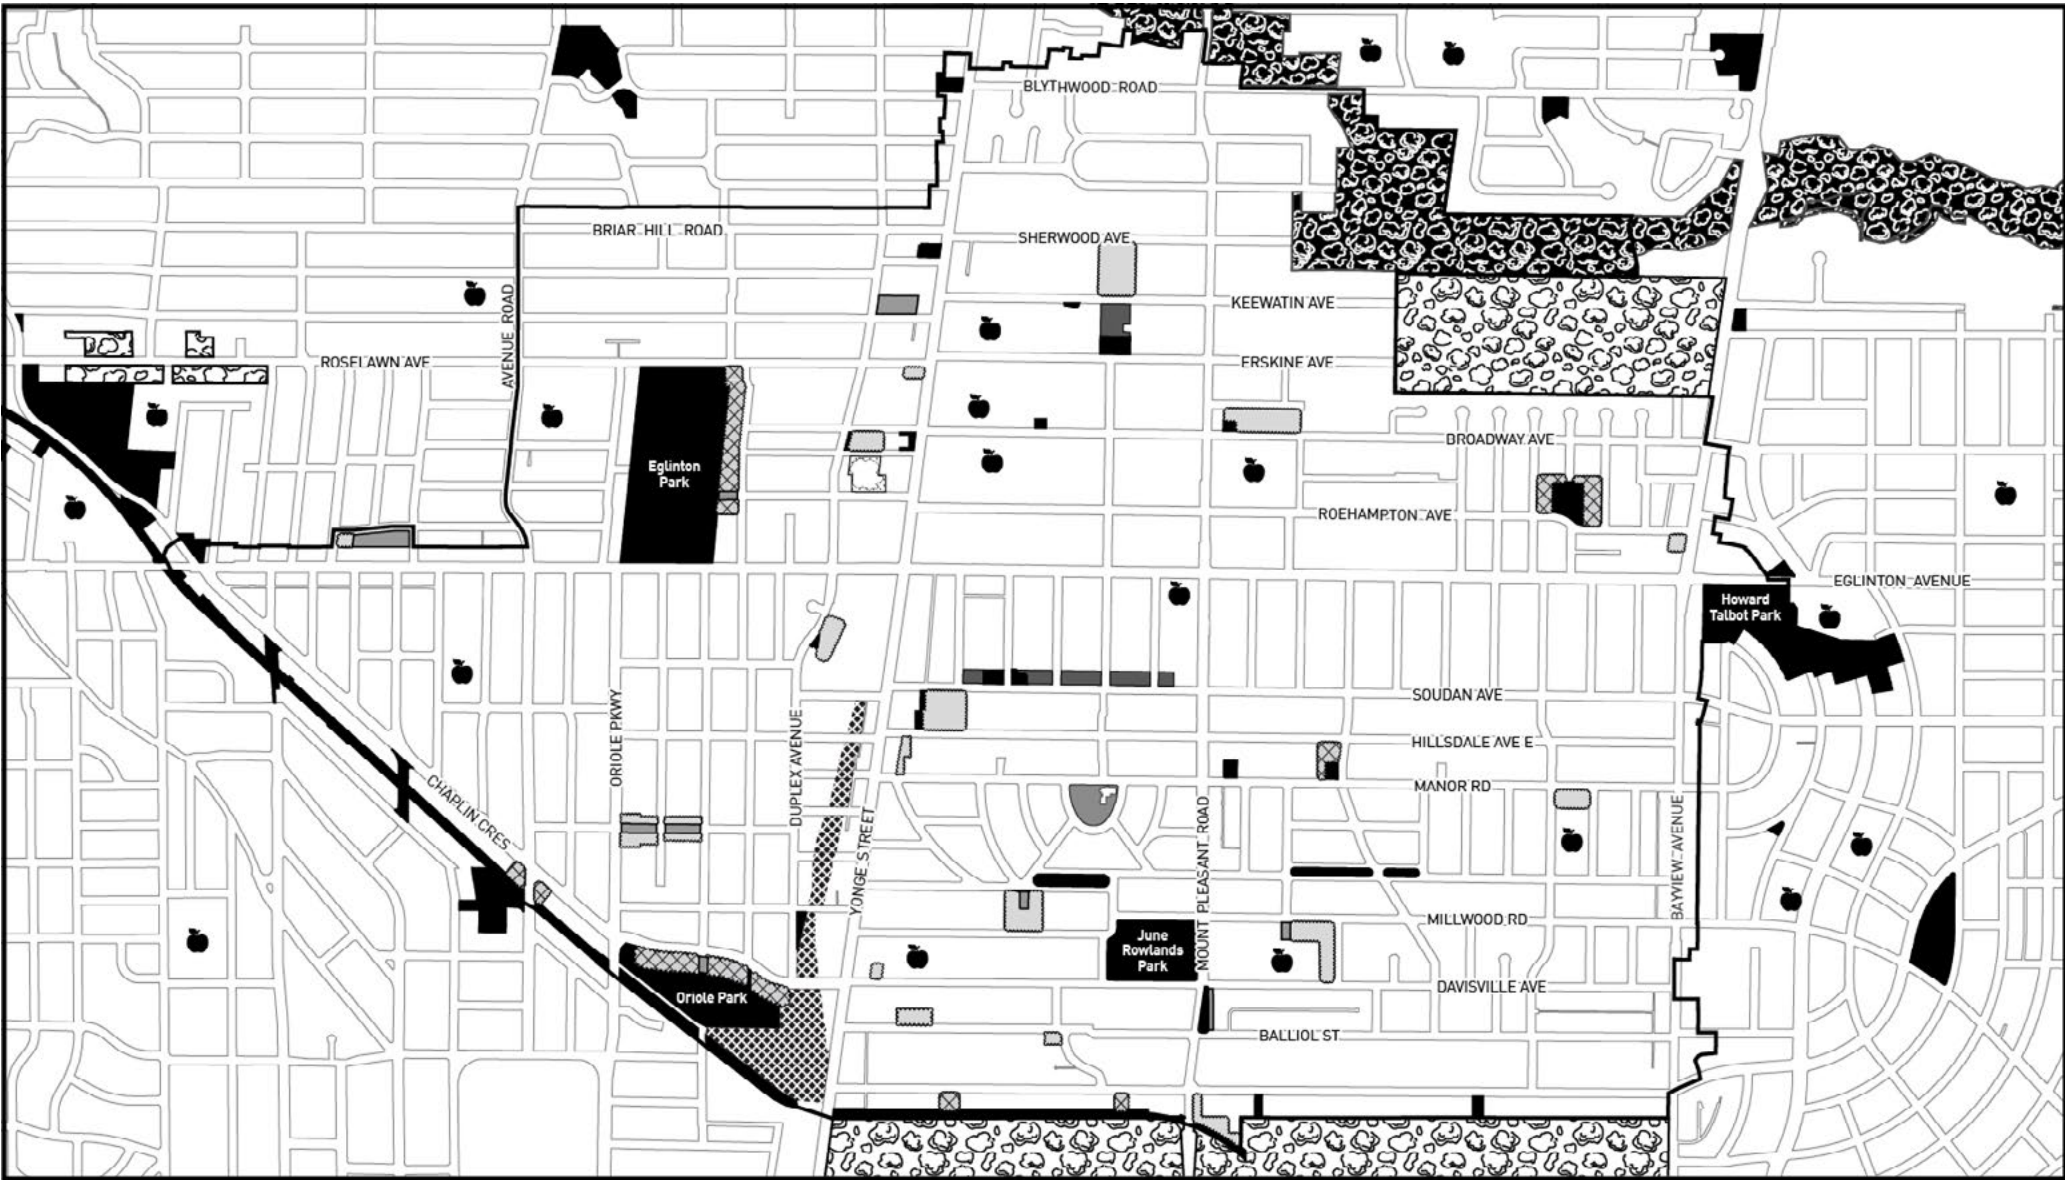 BLYTHWOOD ROAD
BRIAR HILL ROAD
SHERWOOD AVE
AVENUE ROAD
KEEWATIN AVE
ROSELAWN AVE
ERSKINE AVE
BROADWAY AVE
Eglinton
Park
ROEHAMPTON AVE
EGLINTON AVENUE
Howard
Talbot Park
ORIOLE PKWY
DUPLEX AVENUE
SOUDAN AVE
HILLSDALE AVE E
MANOR RD
CHAPLIN CRES
YONGE STREET
MOUNT PLEASANT ROAD
BAYVIEW AVENUE
MILLWOOD RD
June
Rowlands
Park
DAVISVILLE AVE
Oriole Park
BALLIOL ST